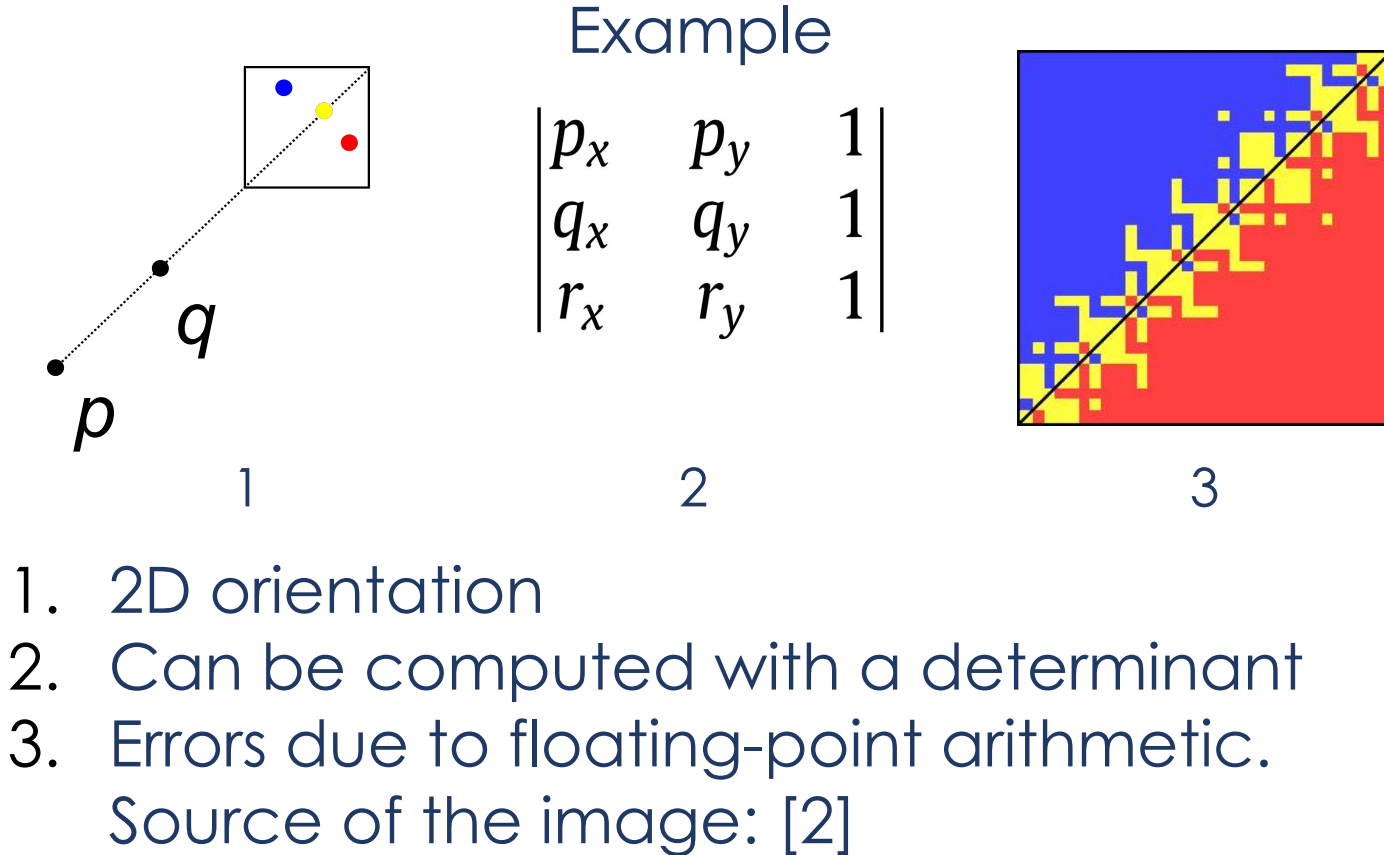 Example
q
p
p_x p_y 1
q_x q_y 1
r_x r_y 1
1
2
3
1. 2D orientation
2. Can be computed with a determinant
3. Errors due to floating-point arithmetic.
Source of the image: [2]